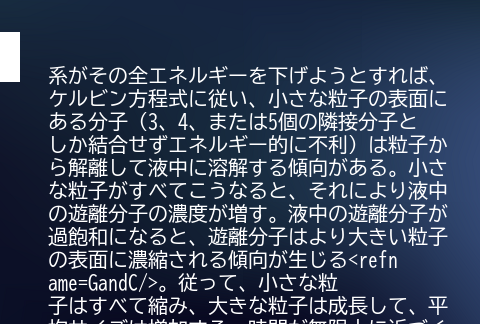 系がその全エネルギーを下げようとすれば、
ケルビン方程式に従い、小さな粒子の表面に
ある分子（3、4、または5個の隣接分子と
しか結合せずエネルギー的に不利）は粒子か
ら解離して液中に溶解する傾向がある。小さ
な粒子がすべてこうなると、それにより液中
の遊離分子の濃度が増す。液中の遊離分子が
過飽和になると、遊離分子はより大きい粒子
の表面に濃縮される傾向が生じる<refn
ame=GandC/>。従って、小さな粒
子はすべて縮み、大きな粒子は成長して、平